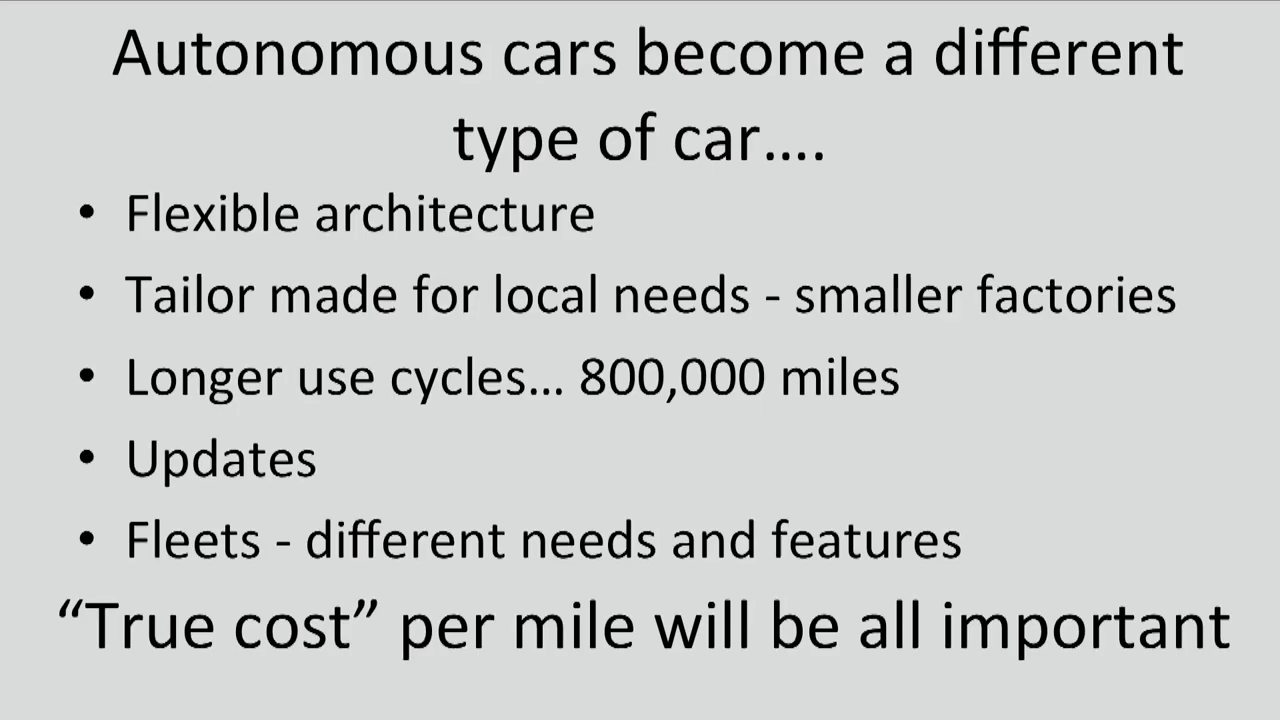 Autonomous cars become a different
type of car....
• Flexible architecture
• Tailor made for local needs - smaller factories
• Longer use cycles... 800,000 miles
• Updates
• Fleets - different needs and features
“True cost” per mile will be all important